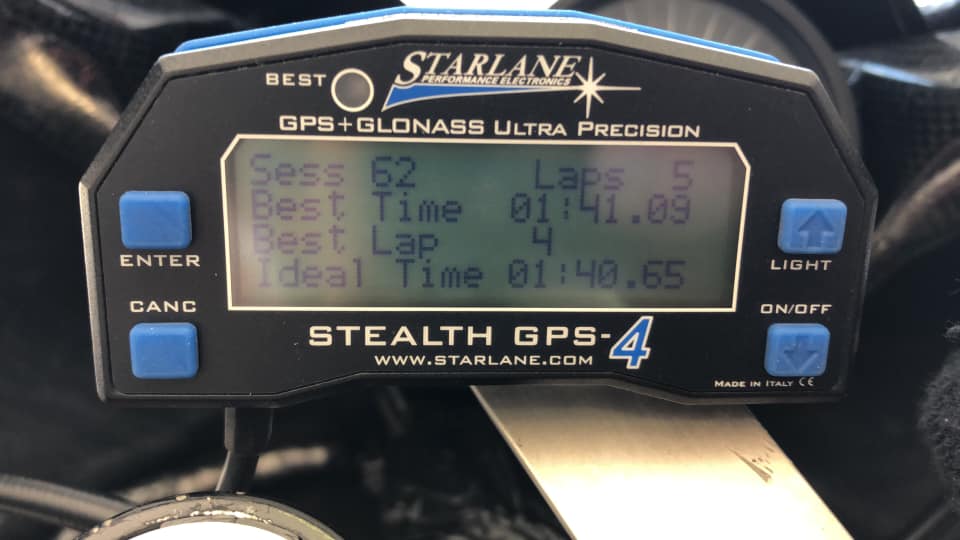 BEST
STARLANE
PERFORMANCE ELECTRONICS
GPS+GLONASS ULTRA PRECISION
Sess 62 Laps 5
Best Time 01:41.09
Best Lap 4
Ideal Time 01:40.65
ENTER
LIGHT
CANC
ON/OFF
STEALTH GPS-4
WWW.STARLANE.COM
MADE IN ITALY CE